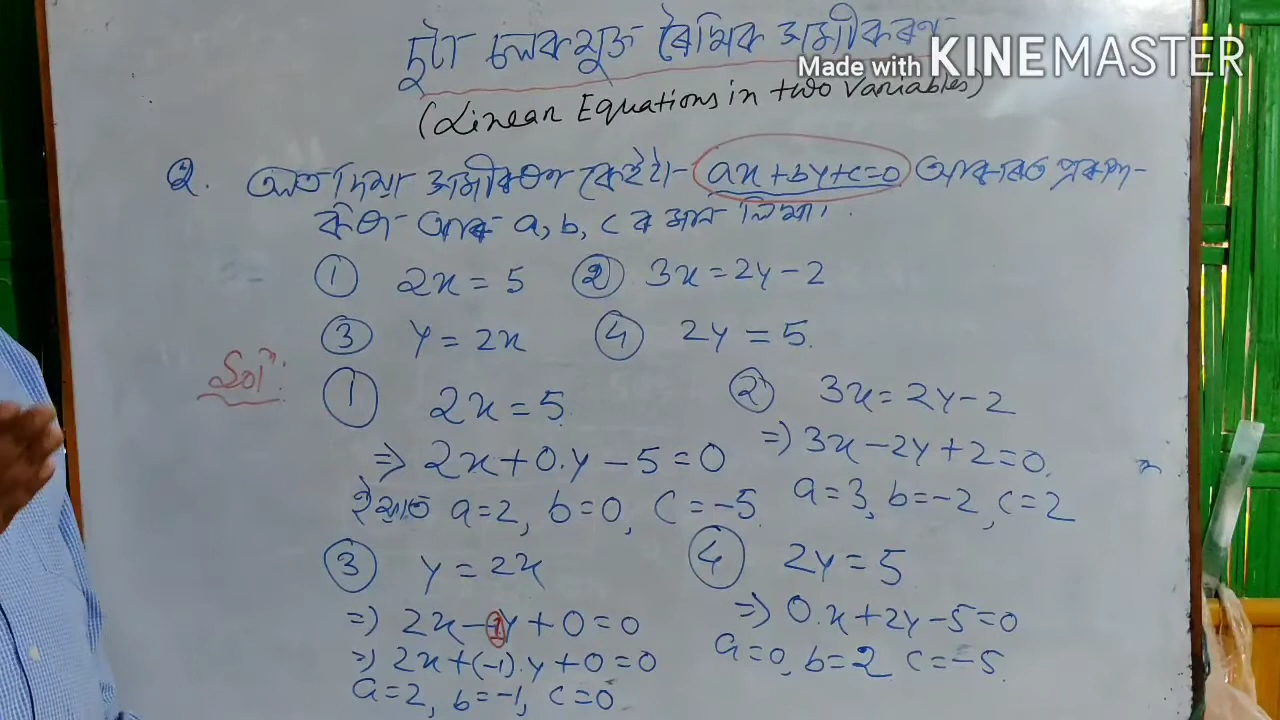 দুটা চলকযুক্ত ৰৈখিক সমীকৰণ
Made with KINEMASTER
(Linear Equations in two Variables)
2. তলত দিয়া সমীকৰণ কেইটা ax+by+c=0 আকাৰত প্ৰকাশ
কৰা আৰু a, b, c ৰ মান লিখা।
① 2x = 5 ② 3x = 2y - 2
③ y = 2x ④ 2y = 5.
Solⁿ:
① 2x = 5
⇒ 2x + 0.y - 5 = 0
ইয়াত a=2, b=0, c=-5
② 3x = 2y - 2
⇒ 3x - 2y + 2 = 0.
a=3, b=-2, c=2
③ y = 2x
⇒ 2x - 1y + 0 = 0
⇒ 2x + (-1).y + 0 = 0
a=2, b=-1, c=0
④ 2y = 5
⇒ 0.x + 2y - 5 = 0
a=0, b=2 c=-5.